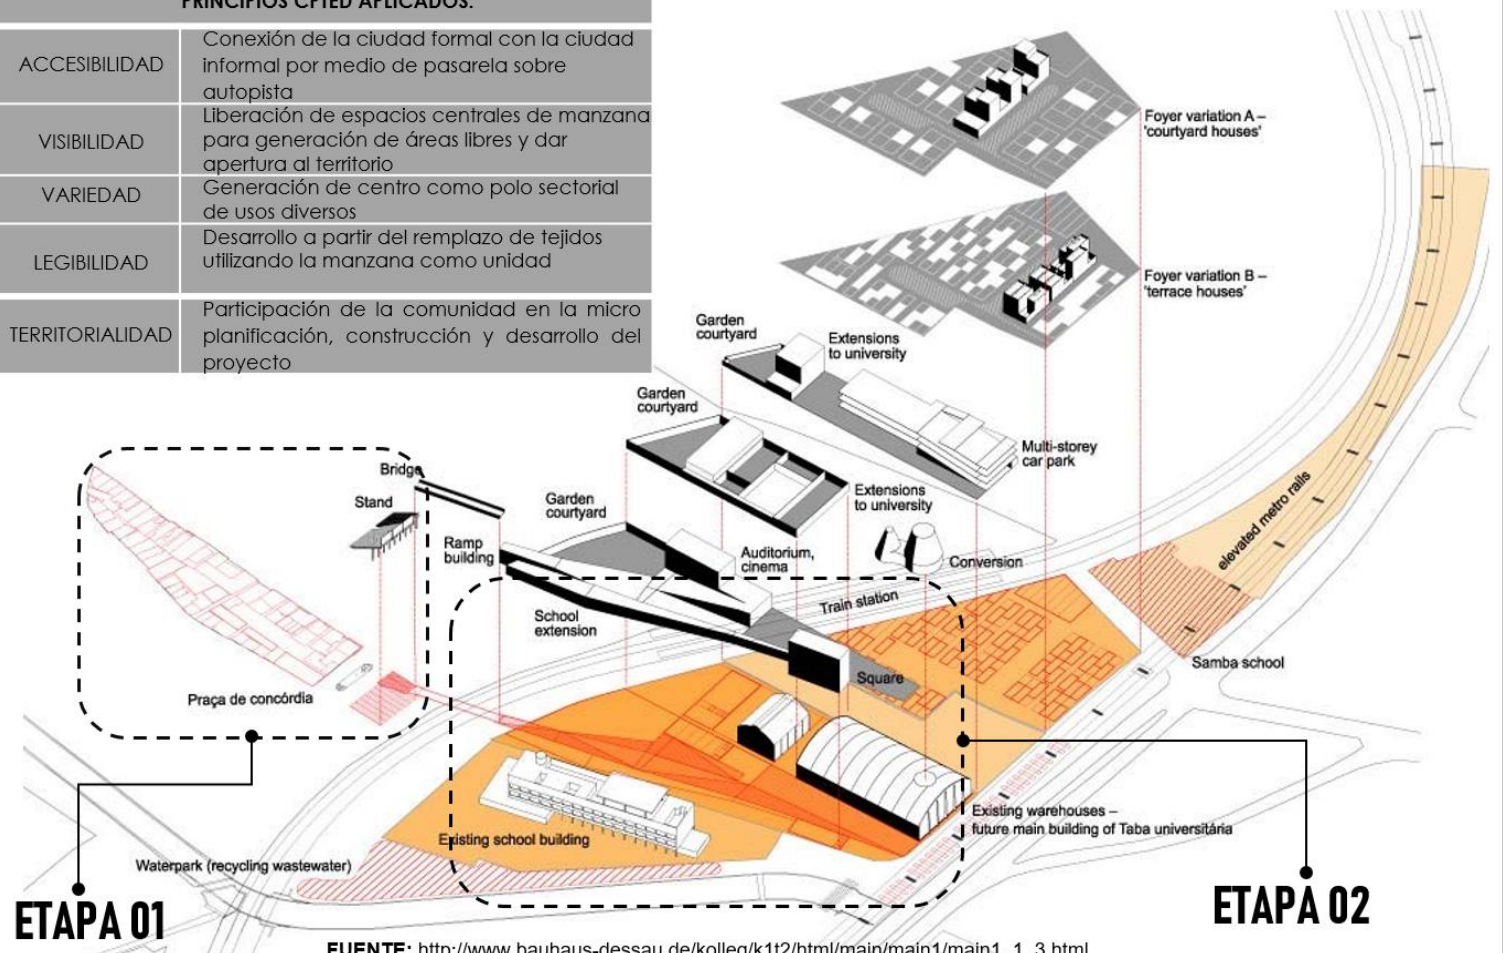 PRINCIPIOS CPTED APLICADOS:
ACCESIBILIDAD
Conexión de la ciudad formal con la ciudad
informal por medio de pasarela sobre
autopista
VISIBILIDAD
Liberación de espacios centrales de manzana
para generación de áreas libres y dar
apertura al territorio
VARIEDAD
Generación de centro como polo sectorial
de usos diversos
LEGIBILIDAD
Desarrollo a partir del remplazo de tejidos
utilizando la manzana como unidad
TERRITORIALIDAD
Participación de la comunidad en la micro
planificación, construcción y desarrollo del
proyecto
Foyer variation A –
'courtyard houses'
Foyer variation B –
'terrace houses'
Garden
courtyard
Extensions
to university
Garden
courtyard
Multi-storey
car park
Bridge
Stand
Garden
courtyard
Extensions
to university
Ramp
building
Auditorium,
cinema
Conversion
elevated metro rails
School
extension
Train station
Square
Samba school
Praça de concórdia
Existing warehouses –
future main building of Taba universitária
Existing school building
Waterpark (recycling wastewater)
ETAPA 01
ETAPA 02
FUENTE: http://www.bauhaus-dessau.de/kolleg/k1t2/html/main/main1/main1_1_3.html